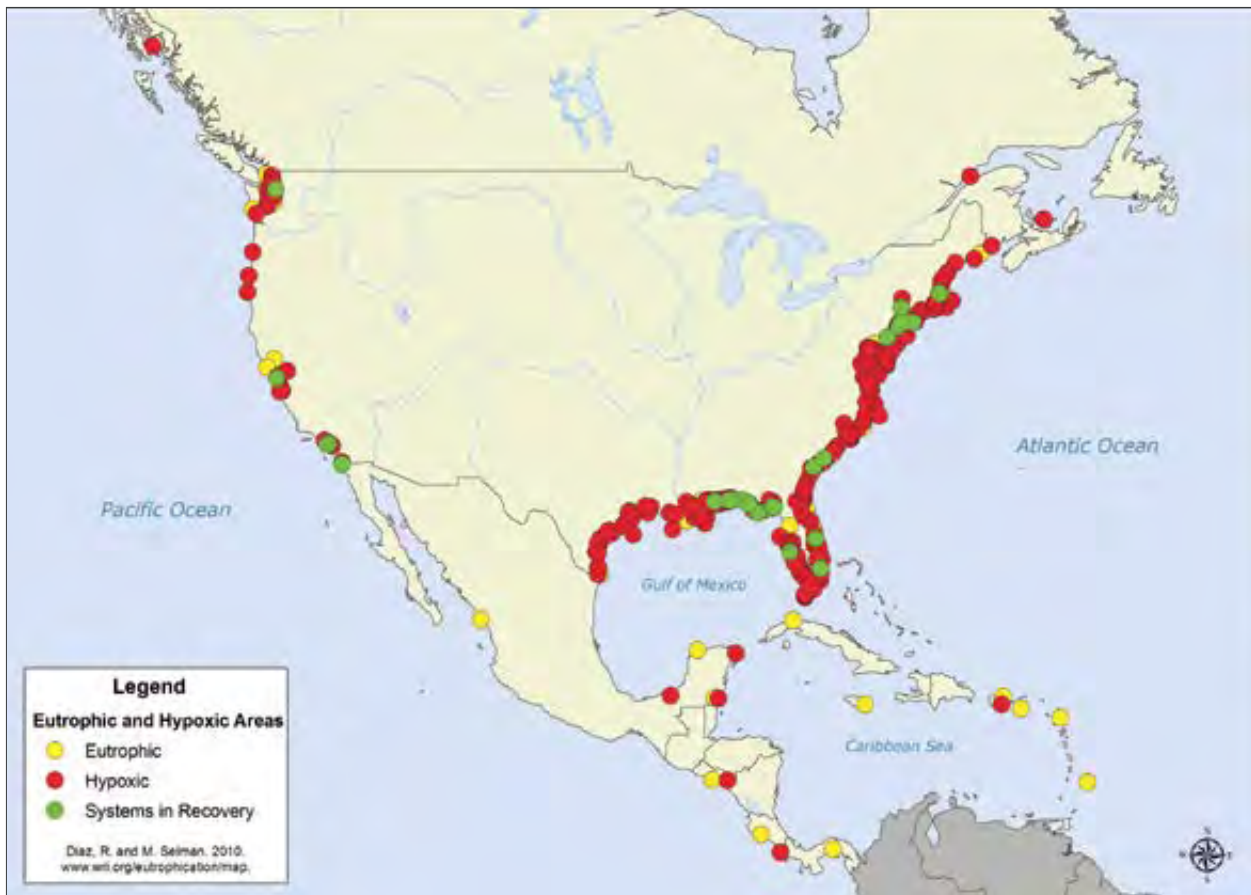 Atlantic Ocean
Pacific Ocean
Gulf of Mexico
Caribbean Sea
Legend
Eutrophic and Hypoxic Areas
Eutrophic
Hypoxic
Systems in Recovery
Diaz, R. and M. Selman. 2010.
www.wri.org/eutrophication/map.
N
W
E
S